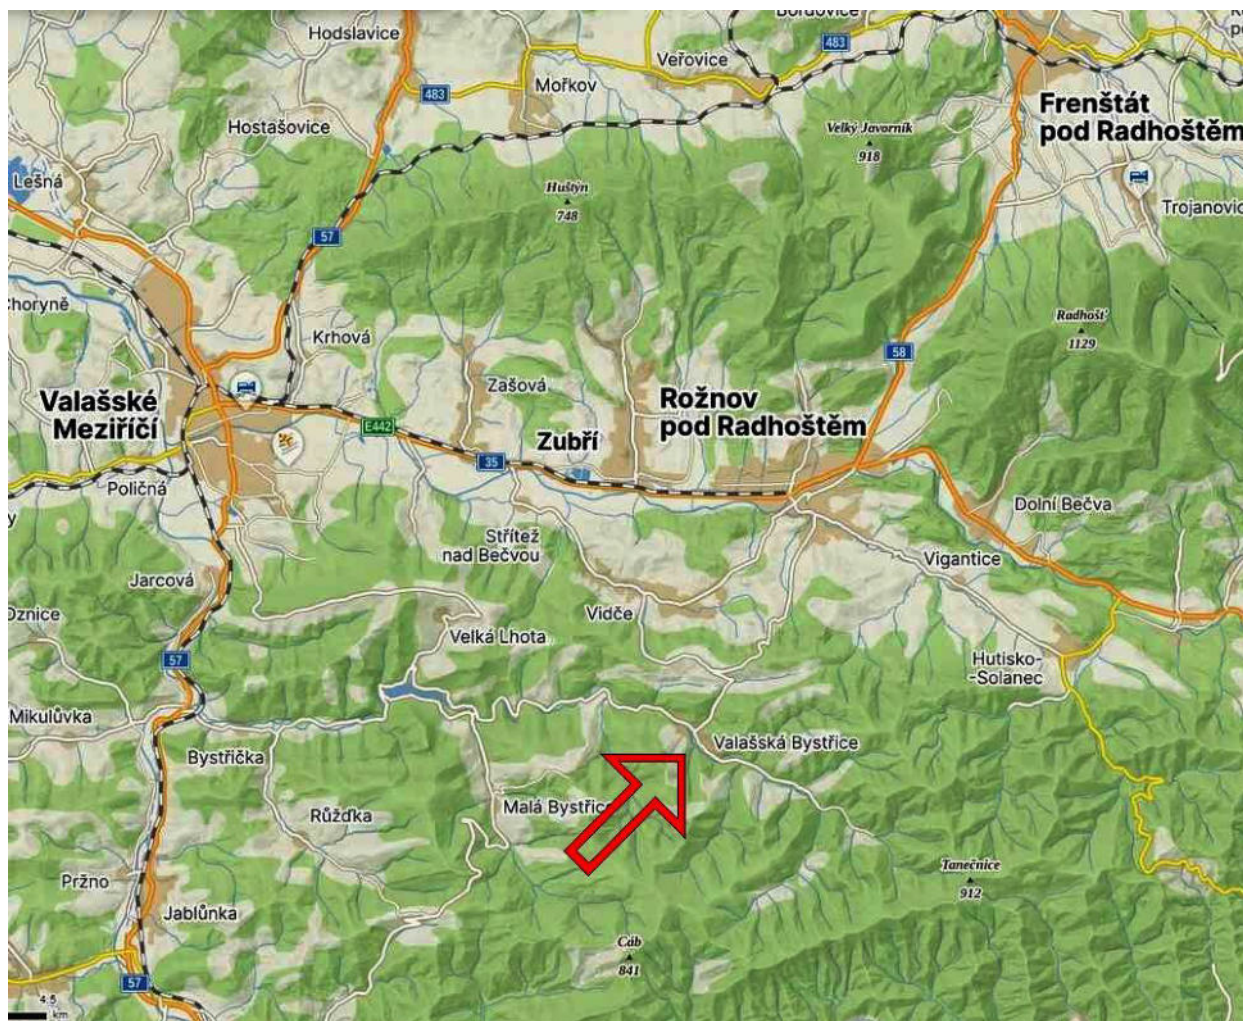 Bordovice
Hodslavice
483
Veřovice
483
Mořkov
Frenštát
pod Radhoštěm
Hostašovice
Velký Javorník
918
Lešná
Huštýn
748
Trojanovic
57
Choryně
Krhová
Radhošť
1129
58
Zašová
Valašské
Meziříčí
Rožnov
pod Radhoštěm
E442
Zubří
35
Poličná
Dolní Bečva
Střítež
nad Bečvou
Vigantice
Jarcová
Oznice
Vidče
Velká Lhota
57
Hutisko-
-Solanec
Mikulůvka
Bystřička
Valašská Bystřice
Růžďka
Malá Bystřice
Tanečnice
912
Pržno
Jablůnka
Cáb
841
57
4.5
km